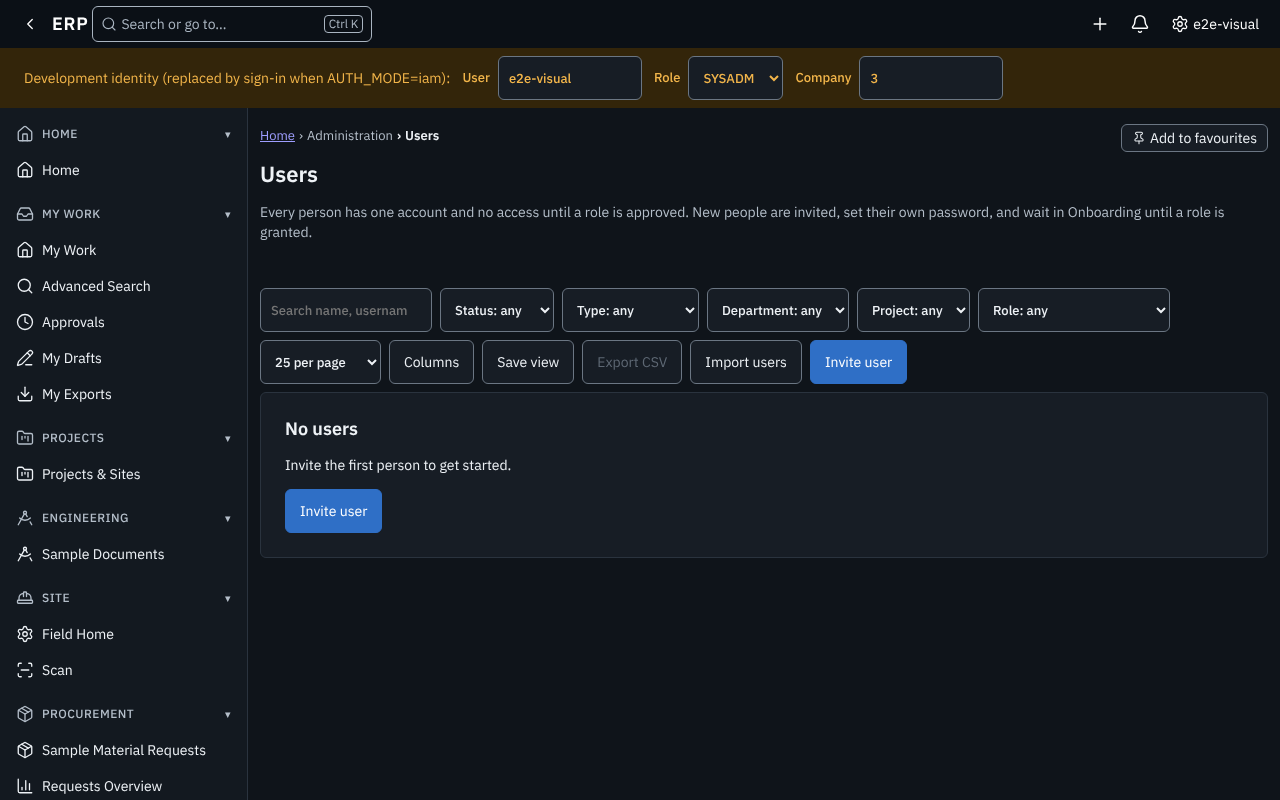 ERP
Search or go to...
Ctrl K
e2e-visual
Development identity (replaced by sign-in when AUTH_MODE=iam):
User
e2e-visual
Role
SYSADM
Company
3
HOME
Home
MY WORK
My Work
Advanced Search
Approvals
My Drafts
My Exports
PROJECTS
Projects & Sites
ENGINEERING
Sample Documents
SITE
Field Home
Scan
PROCUREMENT
Sample Material Requests
Requests Overview
Home › Administration › Users
Add to favourites
Users
Every person has one account and no access until a role is approved. New people are invited, set their own password, and wait in Onboarding until a role is
granted.
Search name, usernam
Status: any
Type: any
Department: any
Project: any
Role: any
25 per page
Columns
Save view
Export CSV
Import users
Invite user
No users
Invite the first person to get started.
Invite user